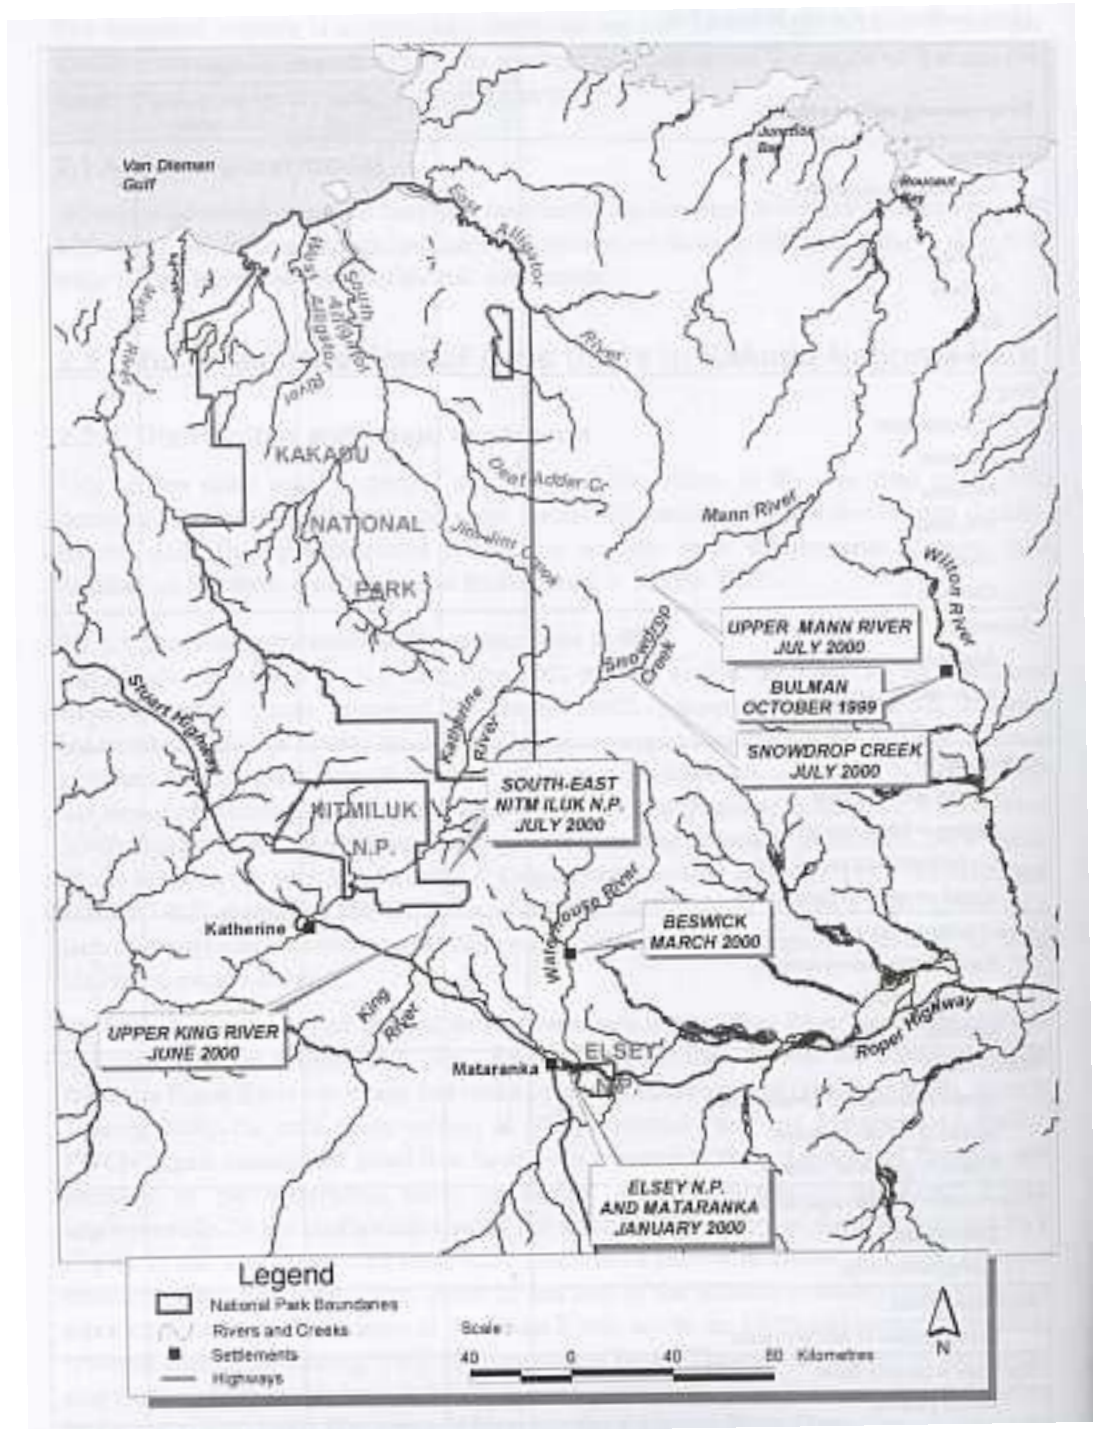 Van Dieman
Gulf
Junction
Bay
Boucaut
Bay
East
Alligator
River
Mary
River
West
Alligator
River
South
Alligator
KAKADU
NATIONAL
PARK
Deaf Adder Cr
Jim Jim Creek
Mann River
Wilton River
Snowdrop
Creek
UPPER MANN RIVER
JULY 2000
BULMAN
OCTOBER 1999
SNOWDROP CREEK
JULY 2000
Stuart Highway
Katherine
River
SOUTH-EAST
NITMILUK N.P.
JULY 2000
NITMILUK
N.P.
Waterhouse River
BESWICK
MARCH 2000
Katherine
King
River
UPPER KING RIVER
JUNE 2000
Roper Highway
Mataranka
ELSEY
N.P.
ELSEY N.P.
AND MATARANKA
JANUARY 2000
Legend
National Park Boundaries
Rivers and Creeks
Settlements
Highways
Scale
40 0 40 80 Kilometres
N